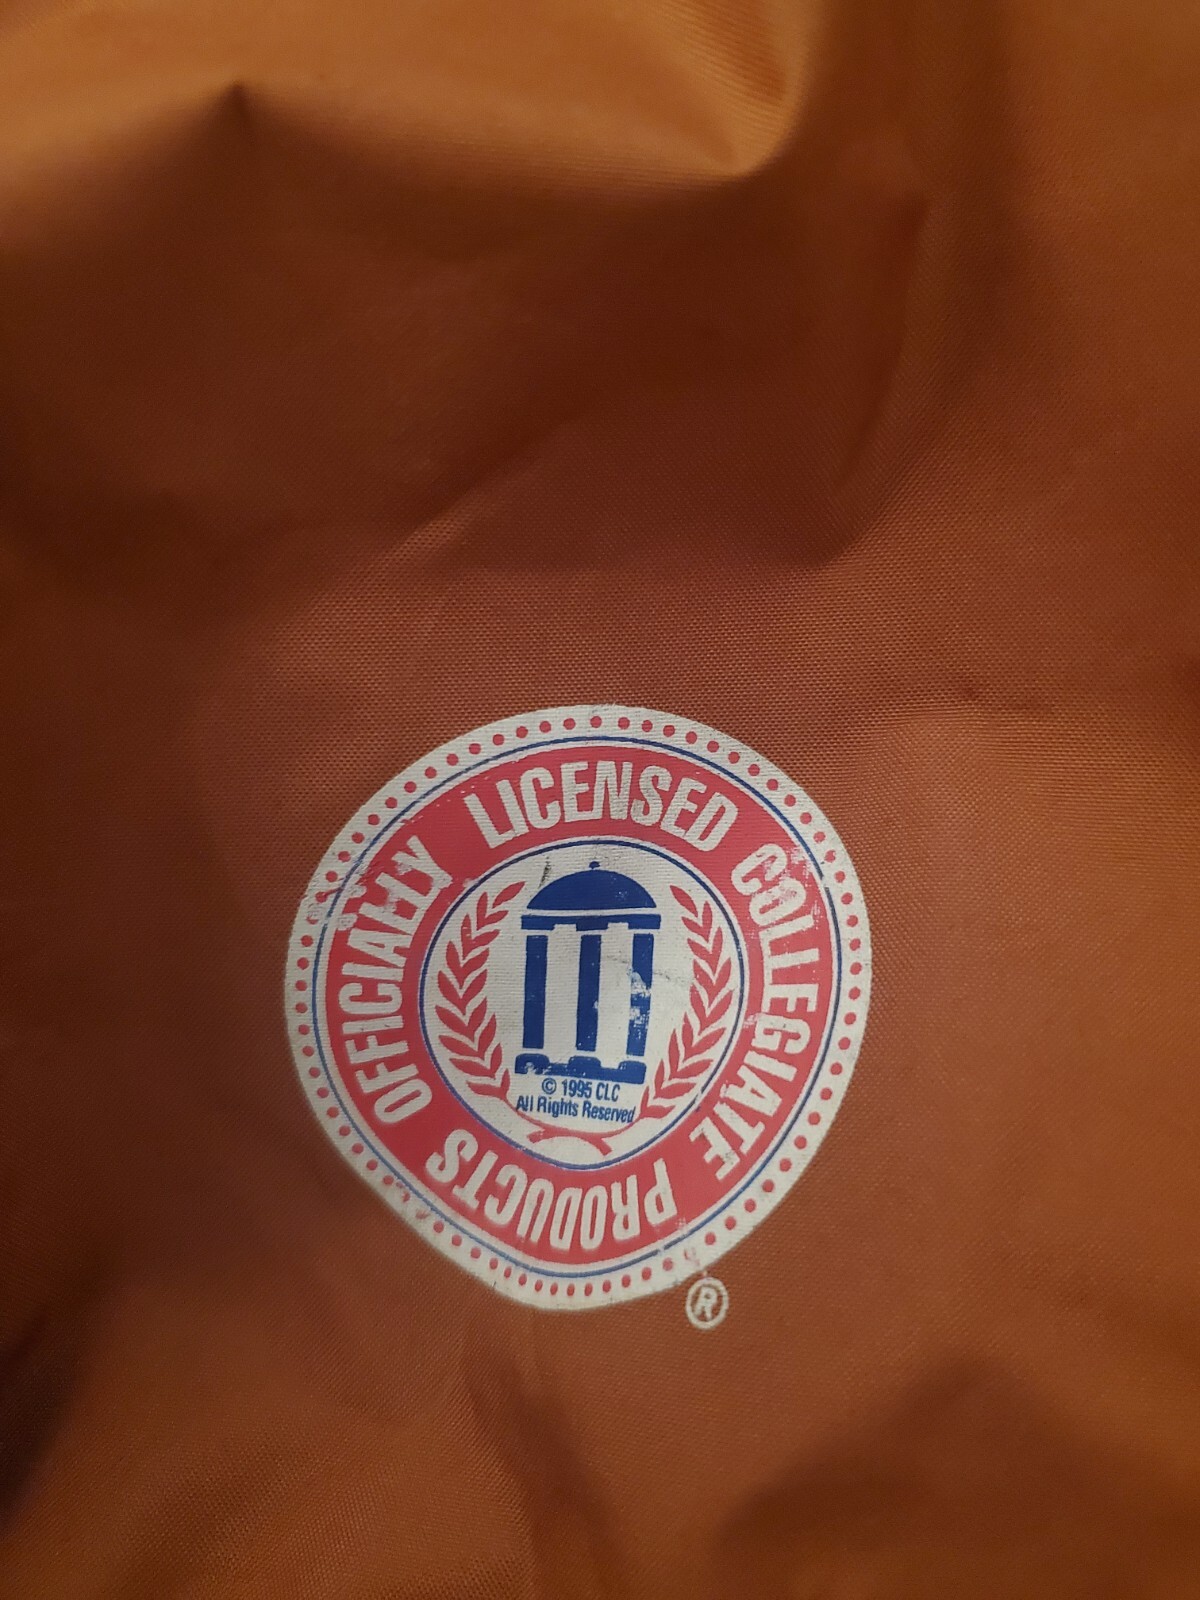 OFFICIALLY LICENSED COLLEGIATE PRODUCTS
© 1995 CLC
All Rights Reserved
®